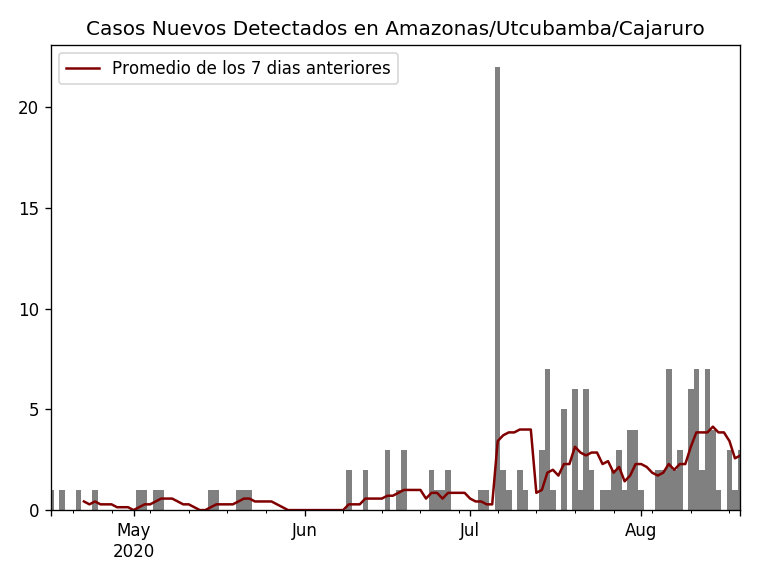 Casos Nuevos Detectados en Amazonas/Utcubamba/Cajaruro
Promedio de los 7 dias anteriores
20
15
10
5
0
May Jun Jul Aug
2020